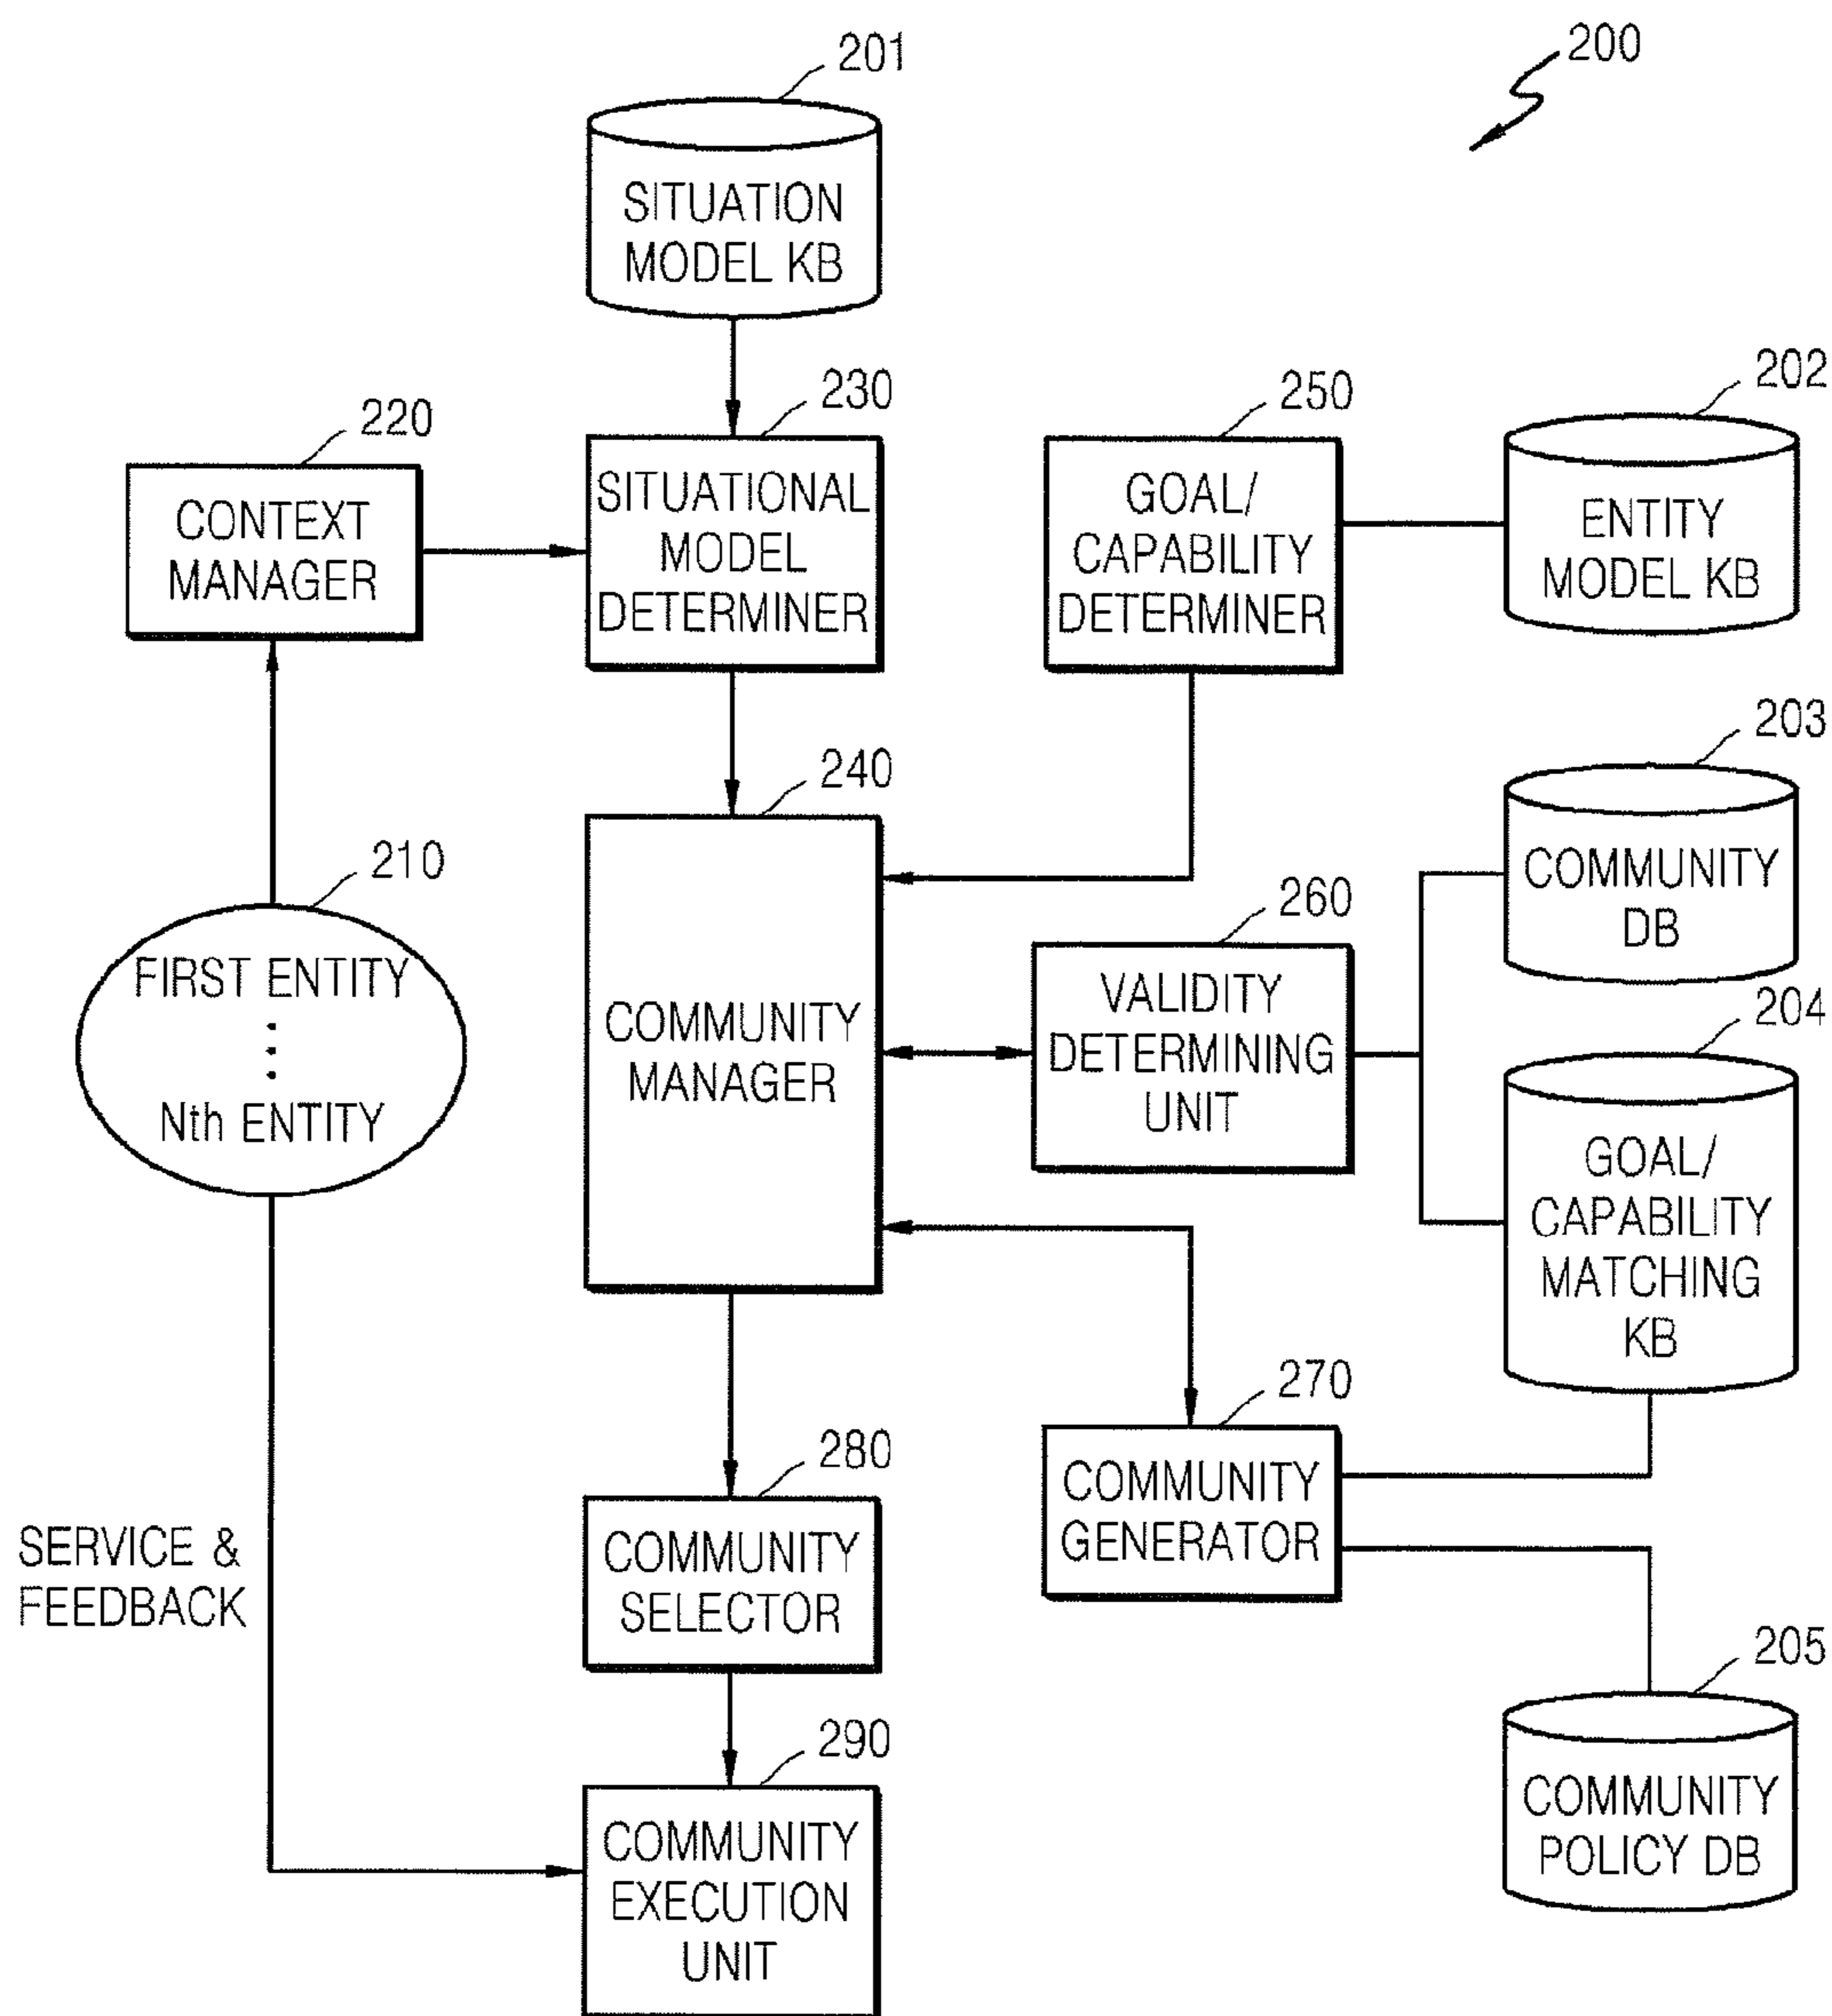 200
201
SITUATION
MODEL KB
220
CONTEXT
MANAGER
230
SITUATIONAL
MODEL
DETERMINER
250
GOAL/
CAPABILITY
DETERMINER
202
ENTITY
MODEL KB
210
FIRST ENTITY
⋮
Nth ENTITY
240
COMMUNITY
MANAGER
260
VALIDITY
DETERMINING
UNIT
203
COMMUNITY
DB
204
GOAL/
CAPABILITY
MATCHING
KB
270
COMMUNITY
GENERATOR
205
COMMUNITY
POLICY DB
280
COMMUNITY
SELECTOR
SERVICE &
FEEDBACK
290
COMMUNITY
EXECUTION
UNIT